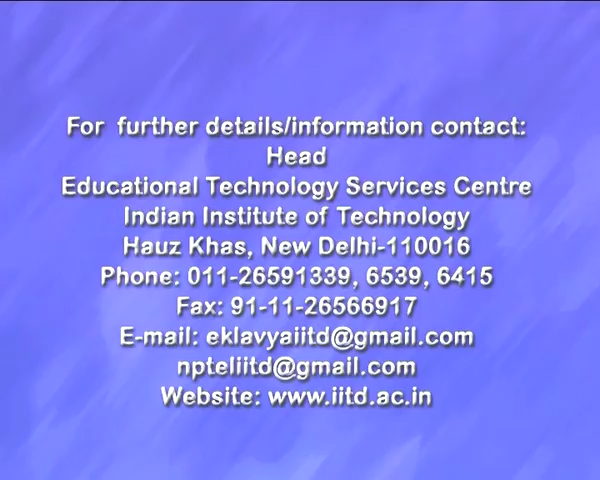 For further details/information contact:
Head
Educational Technology Services Centre
Indian Institute of Technology
Hauz Khas, New Delhi-110016
Phone: 011-26591339, 6539, 6415
Fax: 91-11-26566917
E-mail: eklavyaiitd@gmail.com
npteliitd@gmail.com
Website: www.iitd.ac.in